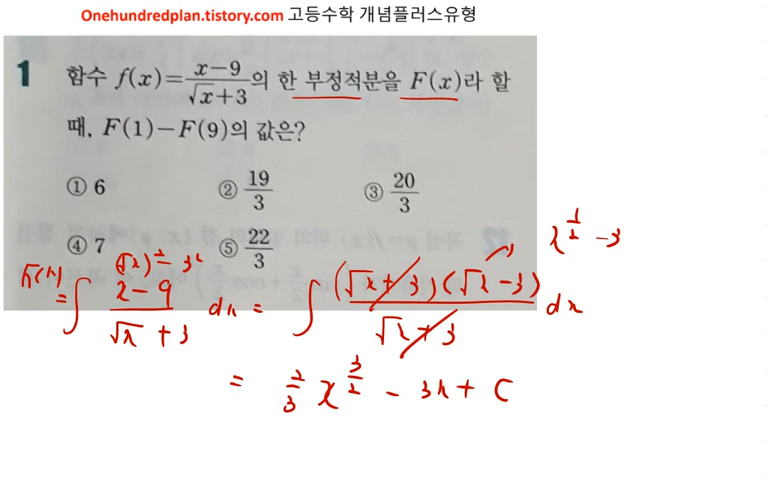 Onehundredplan.tistory.com 고등수학 개념플러스유형
1 함수 f(x)=(x-9)/(√x+3)의 한 부정적분을 F(x)라 할
때, F(1)-F(9)의 값은?
① 6 ② 19/3 ③ 20/3
④ 7 ⑤ 22/3
x^(1/2) -3
(√x)² - 3²
F(x) = ∫ (x-9)/(√x+3) dx = ∫ (√x+3)(√x-3)/(√x+3) dx
= 2/3 x^(3/2) - 3x + C